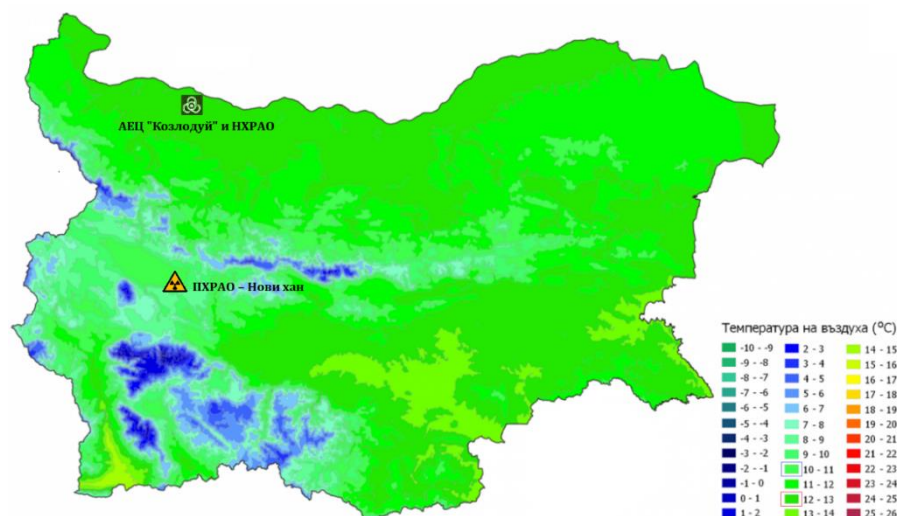 АЕЦ "Козлодуй" и НХРАО
ПХРАО – Нови хан
Температура на въздуха (°C)
-10 - -9
-9 - -8
-8 - -7
-7 - -6
-6 - -5
-5 - -4
-4 - -3
-3 - -2
-2 - -1
-1 - 0
0 - 1
1 - 2
2 - 3
3 - 4
4 - 5
5 - 6
6 - 7
7 - 8
8 - 9
9 - 10
10 - 11
11 - 12
12 - 13
13 - 14
14 - 15
15 - 16
16 - 17
17 - 18
18 - 19
19 - 20
20 - 21
21 - 22
22 - 23
23 - 24
24 - 25
25 - 26